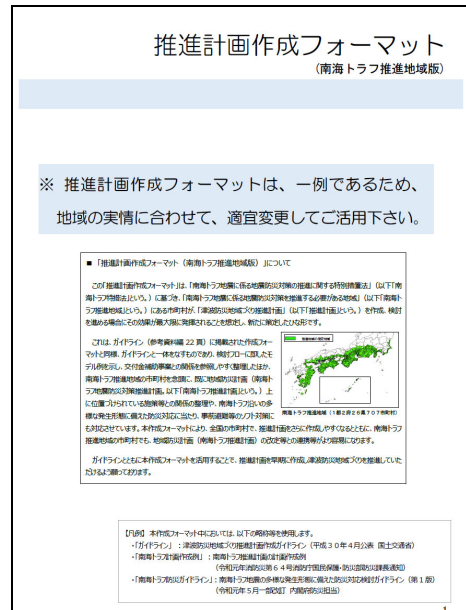 推進計画作成フォーマット
(南海トラフ推進地域版)
※ 推進計画作成フォーマットは、一例であるため、
地域の実情に合わせて、適宜変更してご活用下さい。
■ 「推進計画作成フォーマット（南海トラフ推進地域版）」について
この「推進計画作成フォーマット」は、「南海トラフ地震に係る地震防災対策の推進に関する特別措置法」（以下「南
海トラフ特措法という。）に基づき、「南海トラフ地震に係る地震防災対策を推進する必要がある地域」（以下「南海ト
ラフ推進地域」という。）にある市町村が、「津波防災地域づくり推進計画」（以下「推進計画」という。）を作成、検討
を進める場合にその効果が最大限に発揮されることを想定し、新たに策定したひな形です。
これは、ガイドライン（参考資料編 22 頁）に掲載された作成フォー
マットと同様、ガイドラインと一体をなすものであり、検討フローに即したモ
デル例を示し、交付金補助事業との関係を参照しやすく整理したほか、
南海トラフ推進地域の市町村を念頭に、既に地域防災計画（南海ト
ラフ地震防災対策推進計画。以下「南海トラフ推進計画」という。）上
に位置づけられている施策等との関係の整理や、南海トラフ沿いの多
様な発生形態に備えた防災対応に当たり、事前避難等のソフト対策に
も対応させています。本作成フォーマットにより、全国の市町村で、推進計画をさらに作成しやすくなるとともに、南海トラフ
推進地域の市町村でも、地域防災計画（南海トラフ推進計画）の改定等との連携等がより容易になります。
南海トラフ地震推進地域（１都２府２６県７０７市町村）
ガイドラインとともに本作成フォーマットを活用することで、推進計画を早期に作成し津波防災地域づくりを推進していた
だけるよう願っております。
【凡例】 本作成フォーマット中においては、以下の略称等を使用します。
・「ガイドライン」：津波防災地域づくり推進計画作成ガイドライン（平成３０年４月公表 国土交通省）
・「南海トラフ計画作成例」：南海トラフ推進計画の計画作成例
（令和元年消防災第６４号消防庁国民保護・防災部防災課長通知）
・「南海トラフ防災ガイドライン」：南海トラフ地震の多様な発生形態に備えた防災対応検討ガイドライン（第１版）
（令和元年５月一部改訂 内閣府防災担当）
1